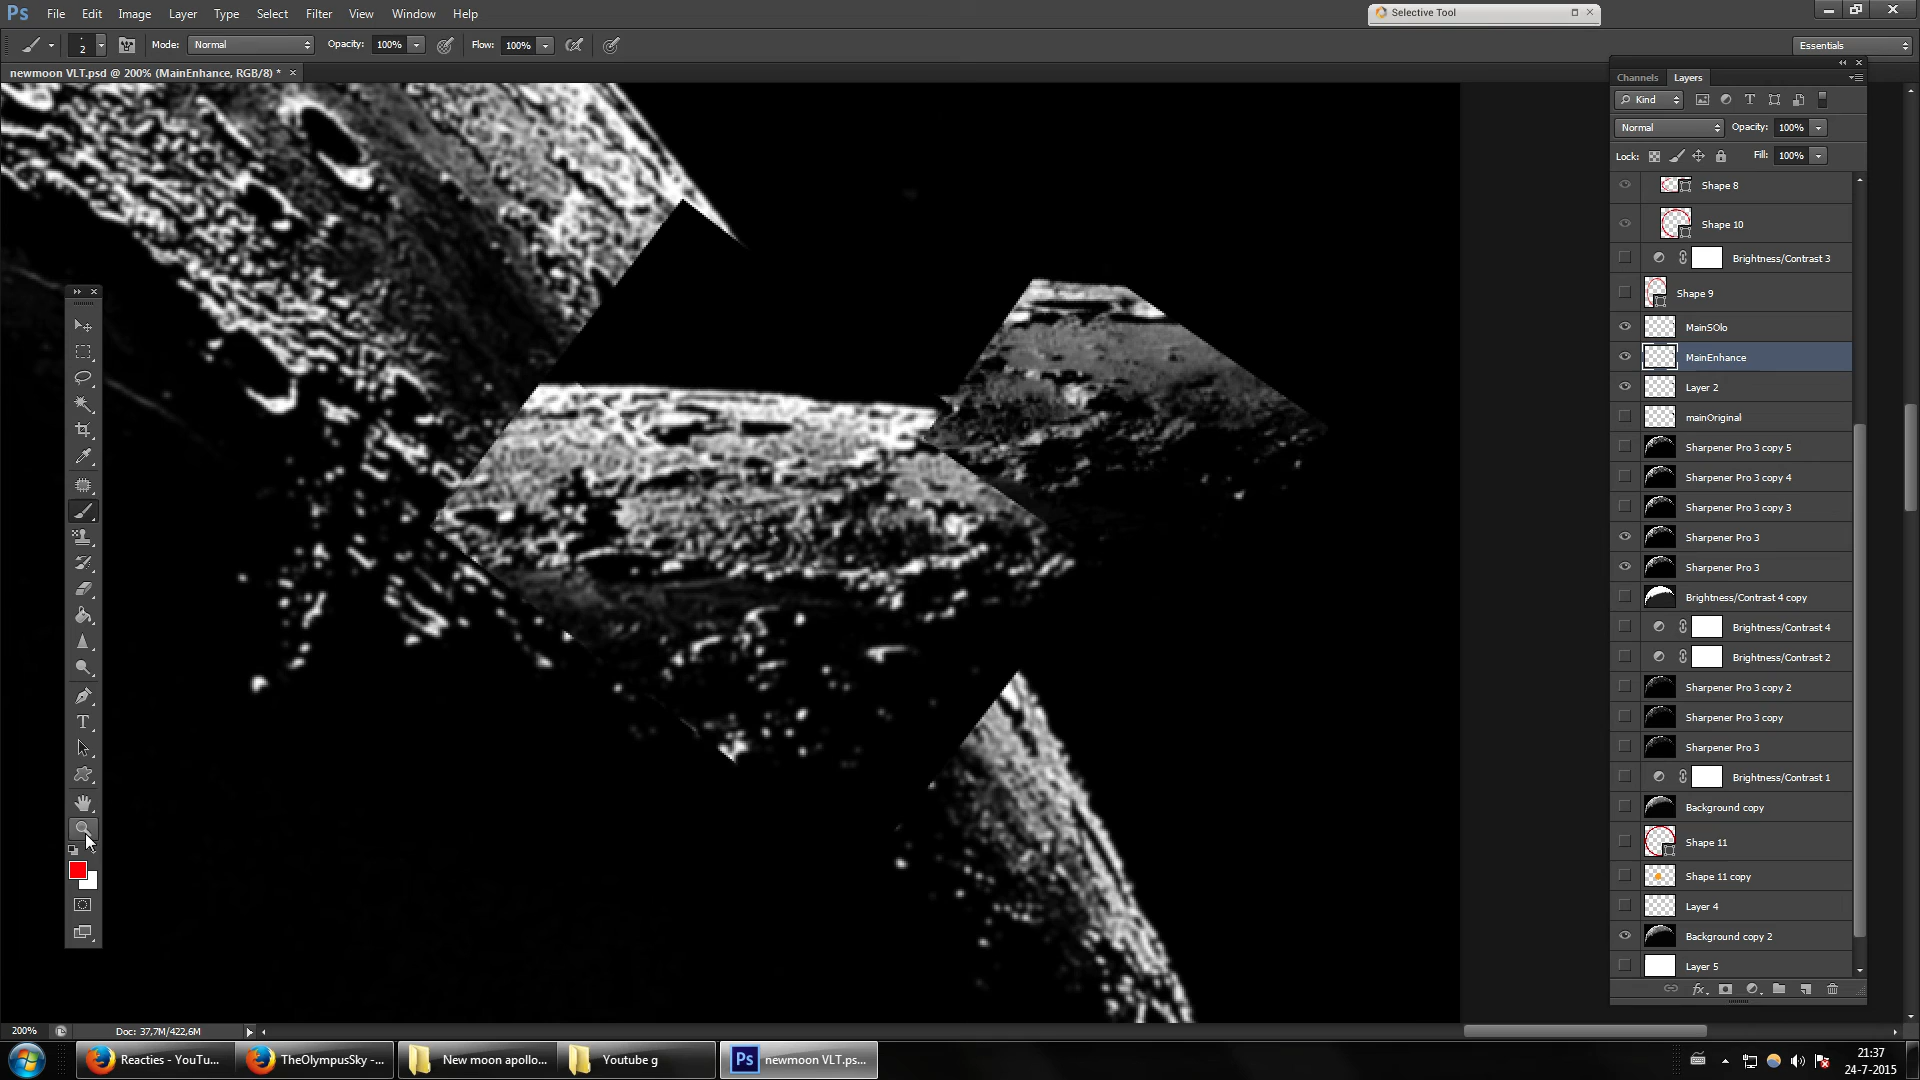 Ps File Edit Image Layer Type Select Filter View Window Help
Selective Tool
2 Mode: Normal Opacity: 100% Flow: 100% Essentials
newmoon VLT.psd @ 200% (MainEnhance, RGB/8) *
Channels Layers
Kind T
Normal Opacity: 100%
Lock: Fill: 100%
Shape 8
Shape 10
Brightness/Contrast 3
Shape 9
MainSOlo
MainEnhance
Layer 2
mainOriginal
Sharpener Pro 3 copy 5
Sharpener Pro 3 copy 4
Sharpener Pro 3 copy 3
Sharpener Pro 3
Sharpener Pro 3
Brightness/Contrast 4 copy
Brightness/Contrast 4
Brightness/Contrast 2
Sharpener Pro 3 copy 2
Sharpener Pro 3 copy
Sharpener Pro 3
Brightness/Contrast 1
Background copy
Shape 11
Shape 11 copy
Layer 4
Background copy 2
Layer 5
fx
T
200% Doc: 37,7M/422,6M
Reacties - YouTu... TheOlympusSky -... New moon apollo... Youtube g Ps newmoon VLT.ps...
21:37
24-7-2015